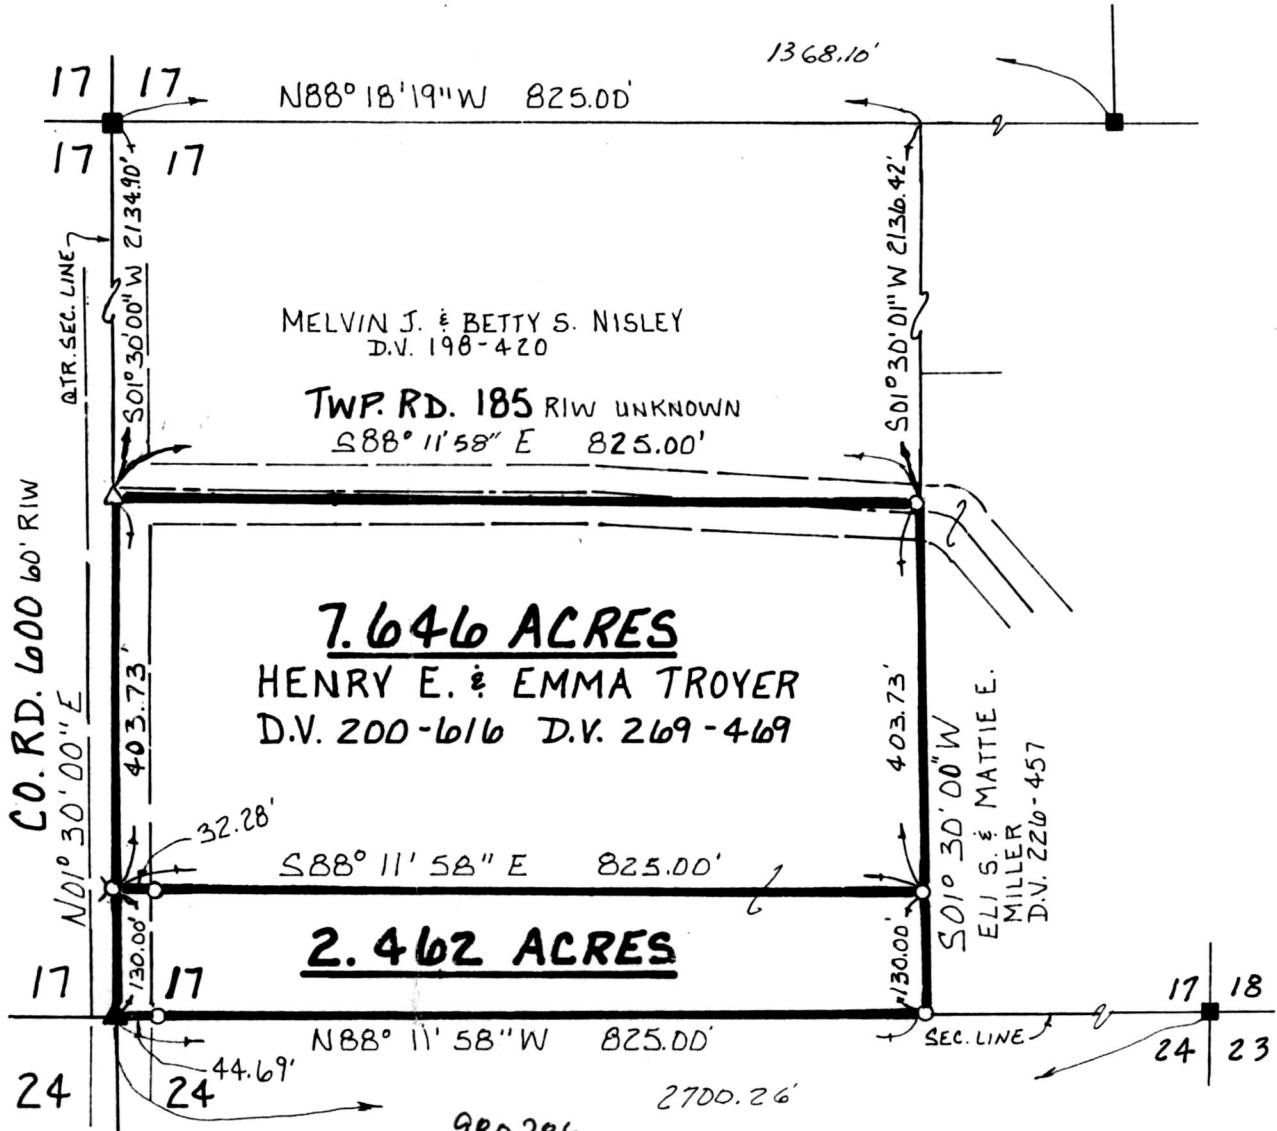 1368.10'
17 17
N88° 18' 19" W 825.00'
17 17
S01° 30' 00" W 2134.90'
S01° 30' 01" W 2136.42'
QTR. SEC. LINE
MELVIN J. & BETTY S. NISLEY
D.V. 198-420
TWP. RD. 185 R/W UNKNOWN
S88° 11' 58" E 825.00'
CO. RD. 600 60' R/W
N01° 30' 00" E
7.646 ACRES
HENRY E. & EMMA TROYER
D.V. 200-616 D.V. 269-469
403.73'
403.73'
S01° 30' 00" W
ELI S. & MATTIE E.
MILLER
D.V. 226-457
32.28'
S88° 11' 58" E 825.00'
130.00'
2.462 ACRES
130.00'
17 17
17 18
N88° 11' 58" W 825.00'
SEC. LINE
44.69'
24 23
24 24
2700.26'